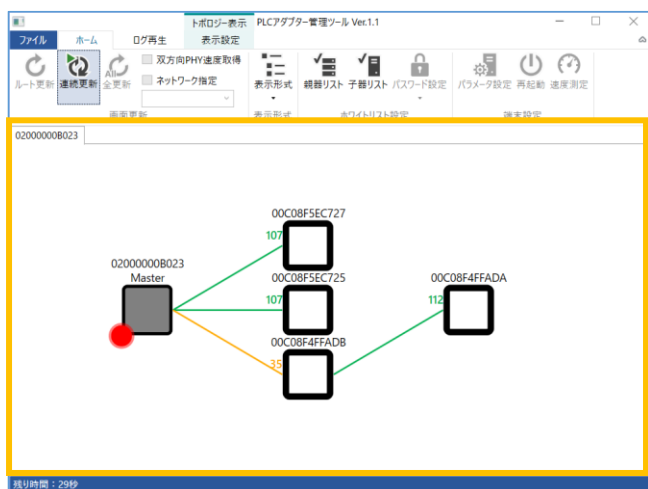 トポロジー表示 PLCアダプター管理ツール Ver.1.1
ファイル ホーム ログ再生 表示設定
双方向PHY速度取得
ネットワーク指定
ルート更新 連続更新 All 全更新 表示形式 親器リスト 子器リスト パスワード設定 パラメータ設定 再起動 速度測定
画面更新 表示形式 ホワイトリスト設定 端末設定
02000000B023
00C08F5EC727
107
02000000B023
Master
00C08F5EC725
107
00C08F4FFADA
112
00C08F4FFADB
35
残り時間：29秒